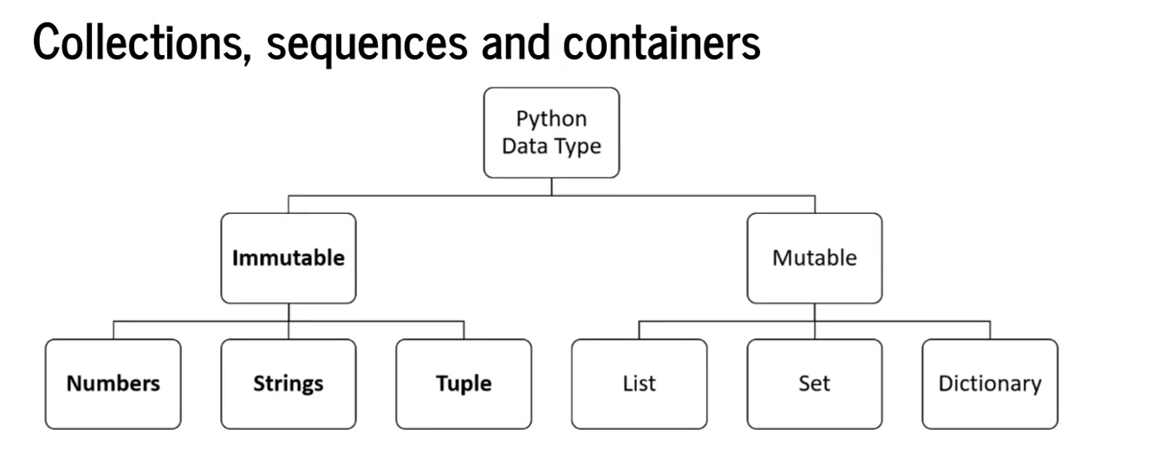 Collections, sequences and containers
Python
Data Type
Immutable
Mutable
Numbers
Strings
Tuple
List
Set
Dictionary